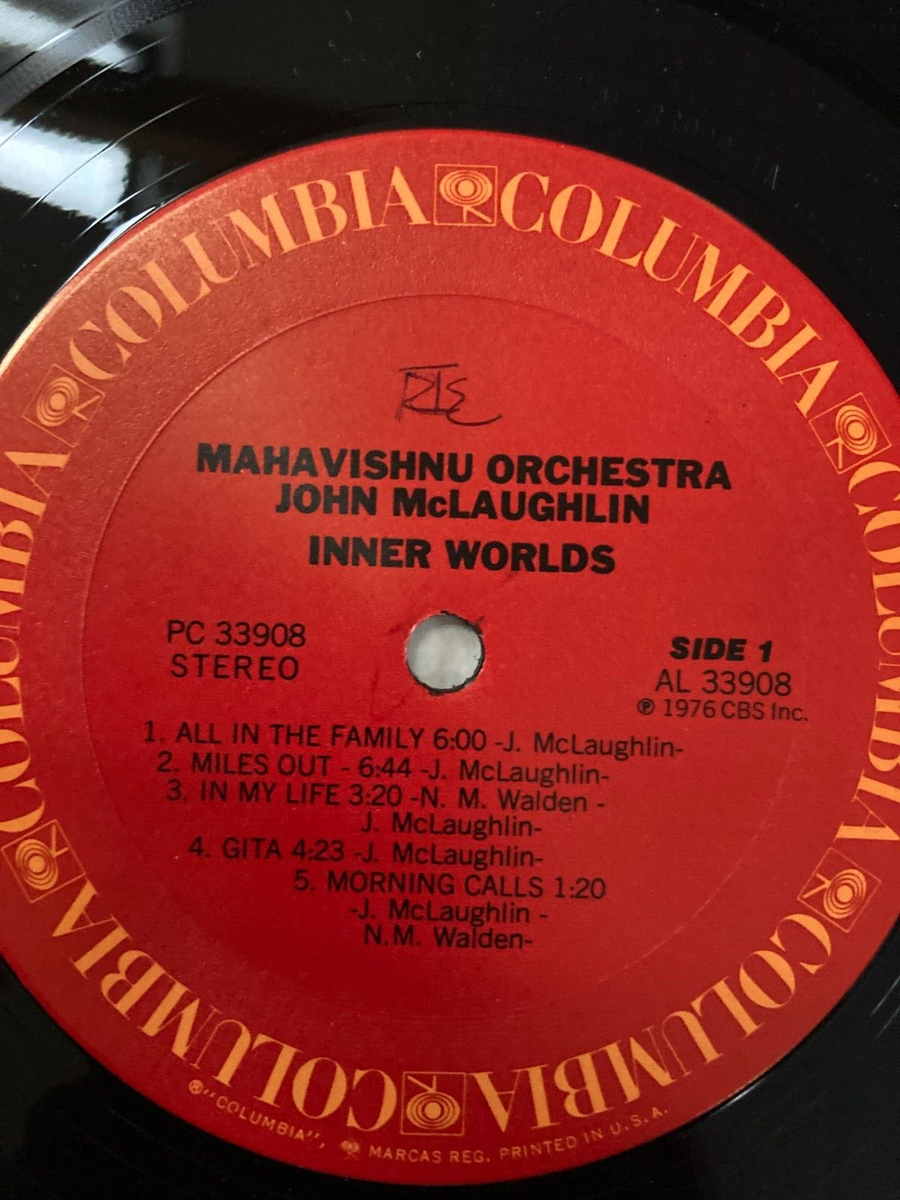 COLUMBIA COLUMBIA COLUMBIA COLUMBIA COLUMBIA COLUMBIA COLUMBIA COLUMBIA
MAHAVISHNU ORCHESTRA
JOHN McLAUGHLIN
INNER WORLDS
PC 33908
STEREO
SIDE 1
AL 33908
℗ 1976 CBS Inc.
1. ALL IN THE FAMILY 6:00 -J. McLaughlin-
2. MILES OUT - 6:44 -J. McLaughlin-
3. IN MY LIFE 3:20 -N. M. Walden -
J. McLaughlin-
4. GITA 4:23 -J. McLaughlin-
5. MORNING CALLS 1:20
-J. McLaughlin -
N.M. Walden-
®"COLUMBIA", MARCAS REG. PRINTED IN U.S.A.